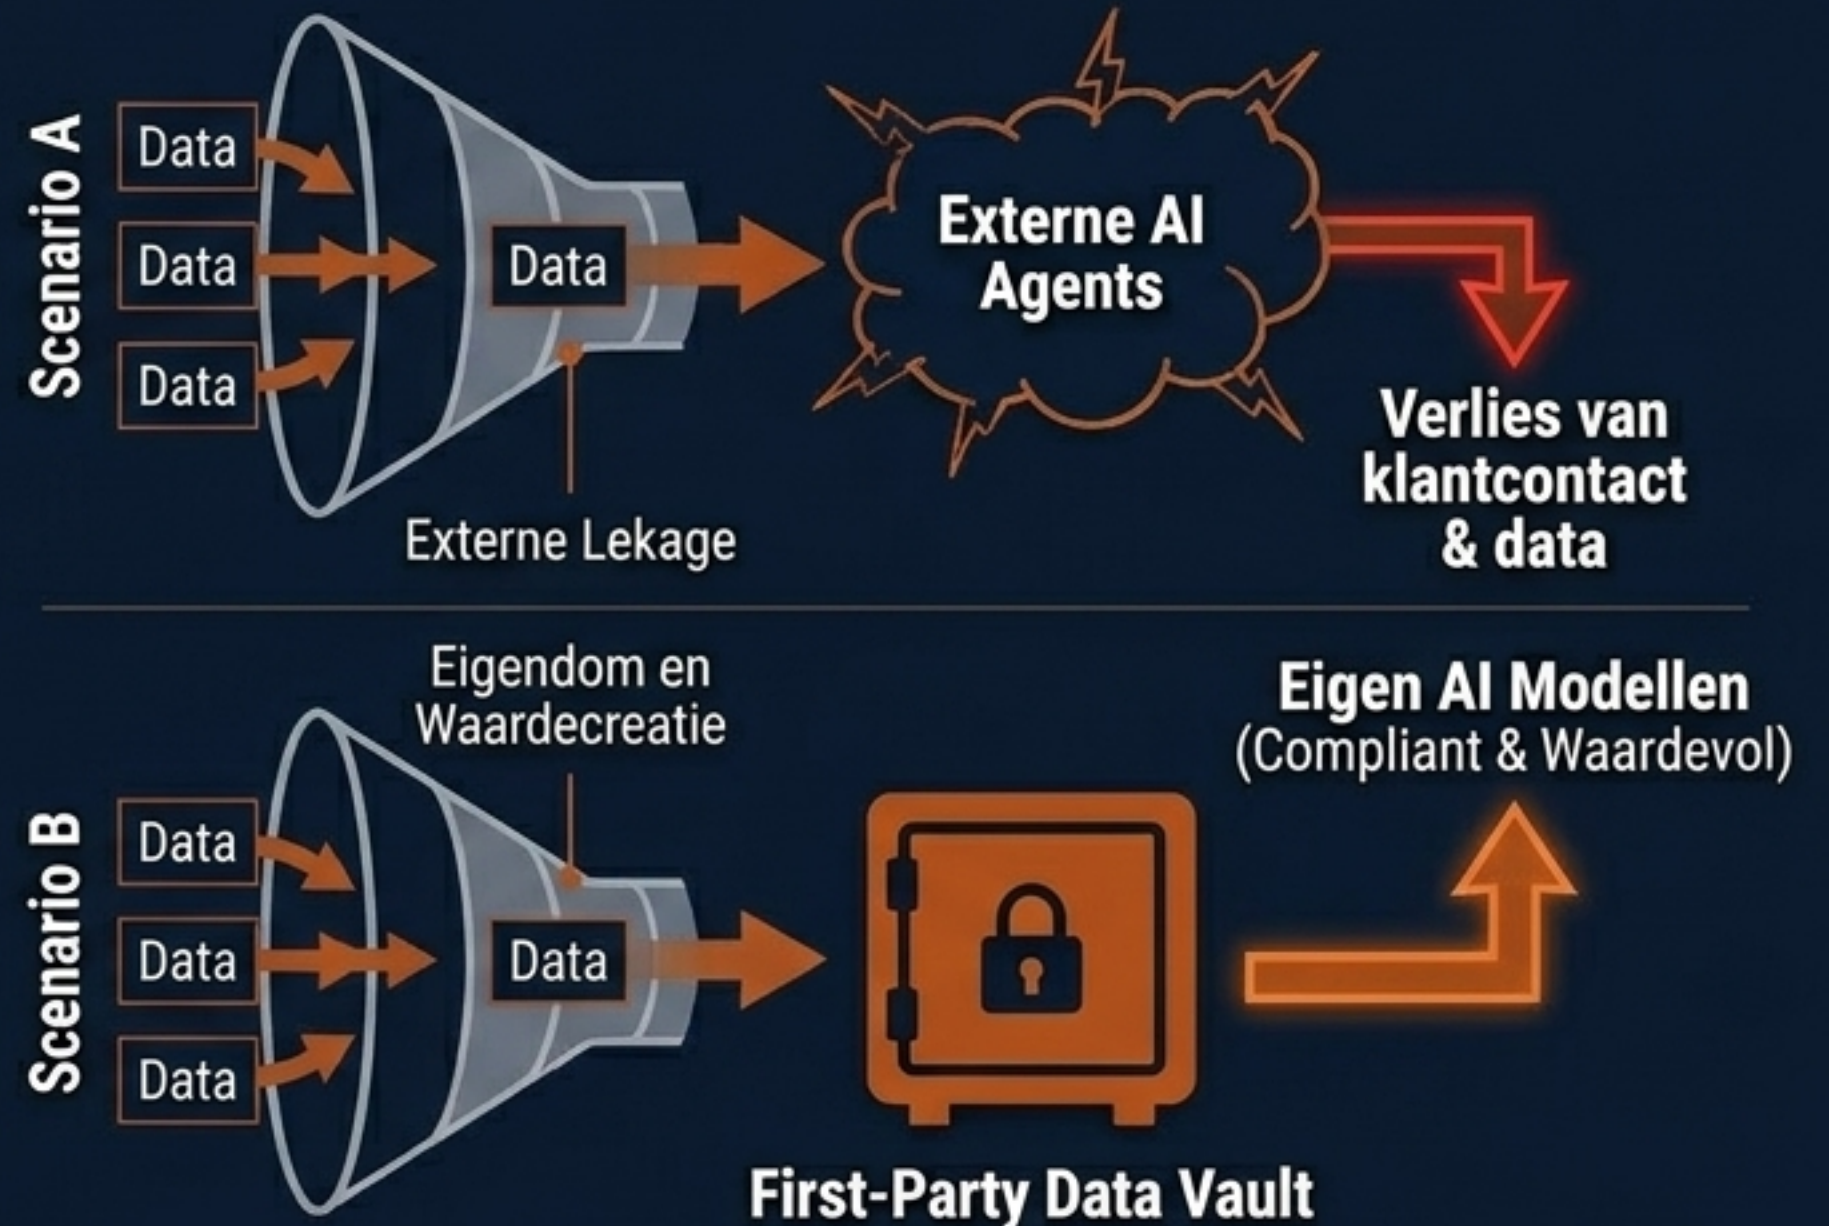 Scenario A
Data
Data
Data
Data
Externe Lekage
Externe AI
Agents
Verlies van
klantcontact
& data
Scenario B
Data
Data
Data
Eigendom en
Waardecreatie
Data
First-Party Data Vault
Eigen AI Modellen
(Compliant & Waardevol)